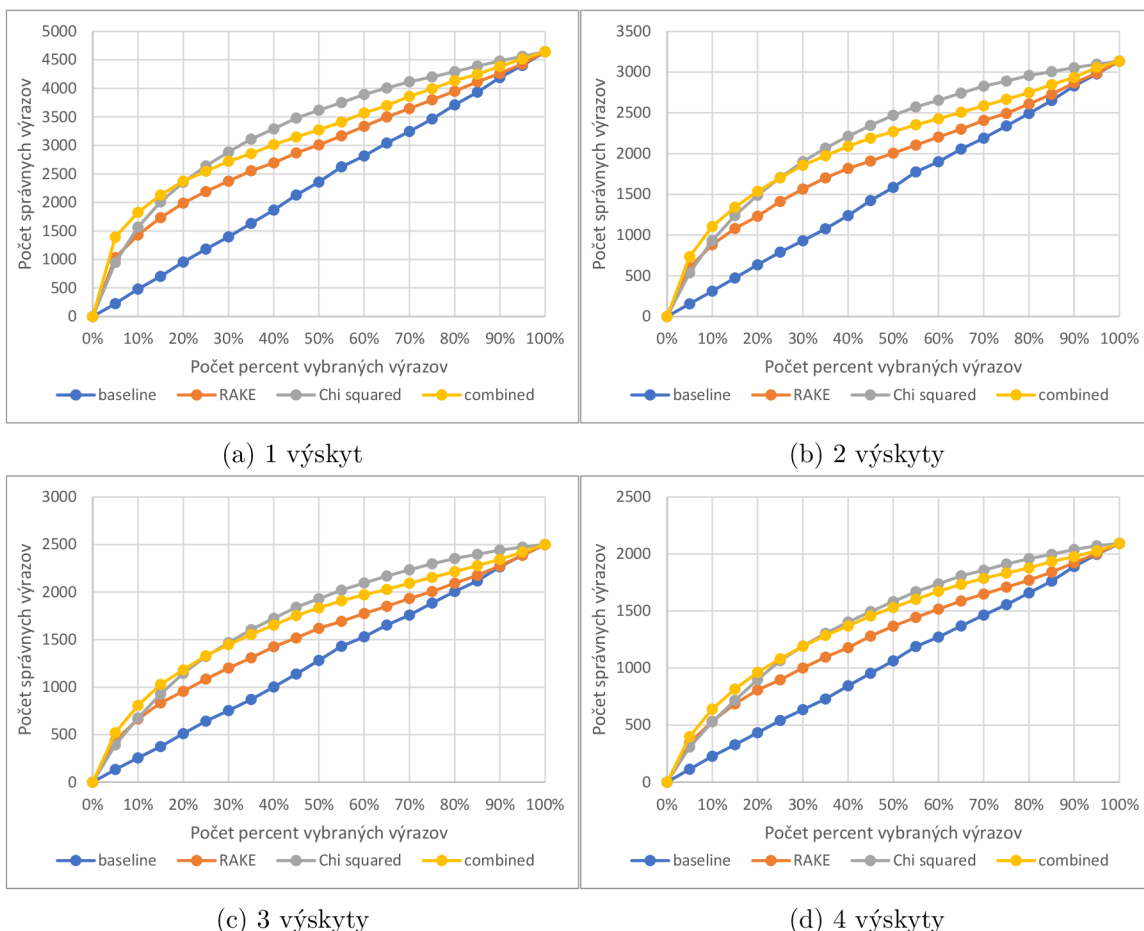 5000
4500
4000
3500
3000
2500
2000
1500
1000
500
0
Počet správnych výrazov
0% 10% 20% 30% 40% 50% 60% 70% 80% 90% 100%
Počet percent vybraných výrazov
baseline RAKE Chi squared combined
(a) 1 výskyt
3500
3000
2500
2000
1500
1000
500
0
Počet správnych výrazov
0% 10% 20% 30% 40% 50% 60% 70% 80% 90% 100%
Počet percent vybraných výrazov
baseline RAKE Chi squared combined
(b) 2 výskyty
3000
2500
2000
1500
1000
500
0
Počet správnych výrazov
0% 10% 20% 30% 40% 50% 60% 70% 80% 90% 100%
Počet percent vybraných výrazov
baseline RAKE Chi squared combined
(c) 3 výskyty
2500
2000
1500
1000
500
0
Počet správnych výrazov
0% 10% 20% 30% 40% 50% 60% 70% 80% 90% 100%
Počet percent vybraných výrazov
baseline RAKE Chi squared combined
(d) 4 výskyty